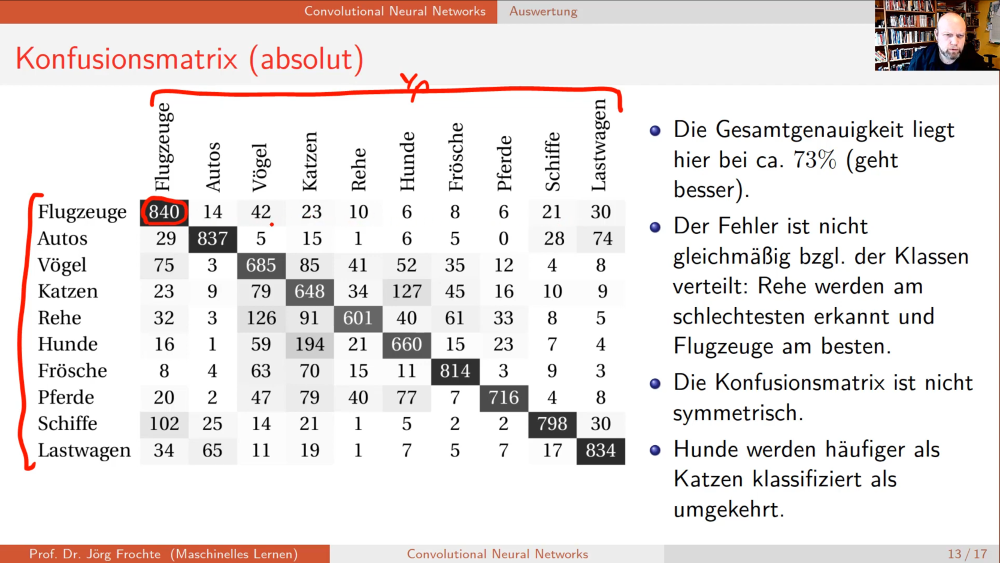 Convolutional Neural Networks Auswertung
Konfusionsmatrix (absolut)
Yp
Flugzeuge Autos Vögel Katzen Rehe Hunde Frösche Pferde Schiffe Lastwagen
Flugzeuge 840 14 42 23 10 6 8 6 21 30
Autos 29 837 5 15 1 6 5 0 28 74
Vögel 75 3 685 85 41 52 35 12 4 8
Katzen 23 9 79 648 34 127 45 16 10 9
Rehe 32 3 126 91 601 40 61 33 8 5
Hunde 16 1 59 194 21 660 15 23 7 4
Frösche 8 4 63 70 15 11 814 3 9 3
Pferde 20 2 47 79 40 77 7 716 4 8
Schiffe 102 25 14 21 1 5 2 2 798 30
Lastwagen 34 65 11 19 1 7 5 7 17 834
Die Gesamtgenauigkeit liegt
hier bei ca. 73% (geht
besser).
Der Fehler ist nicht
gleichmäßig bzgl. der Klassen
verteilt: Rehe werden am
schlechtesten erkannt und
Flugzeuge am besten.
Die Konfusionsmatrix ist nicht
symmetrisch.
Hunde werden häufiger als
Katzen klassifiziert als
umgekehrt.
Prof. Dr. Jörg Frochte (Maschinelles Lernen) Convolutional Neural Networks 13 / 17